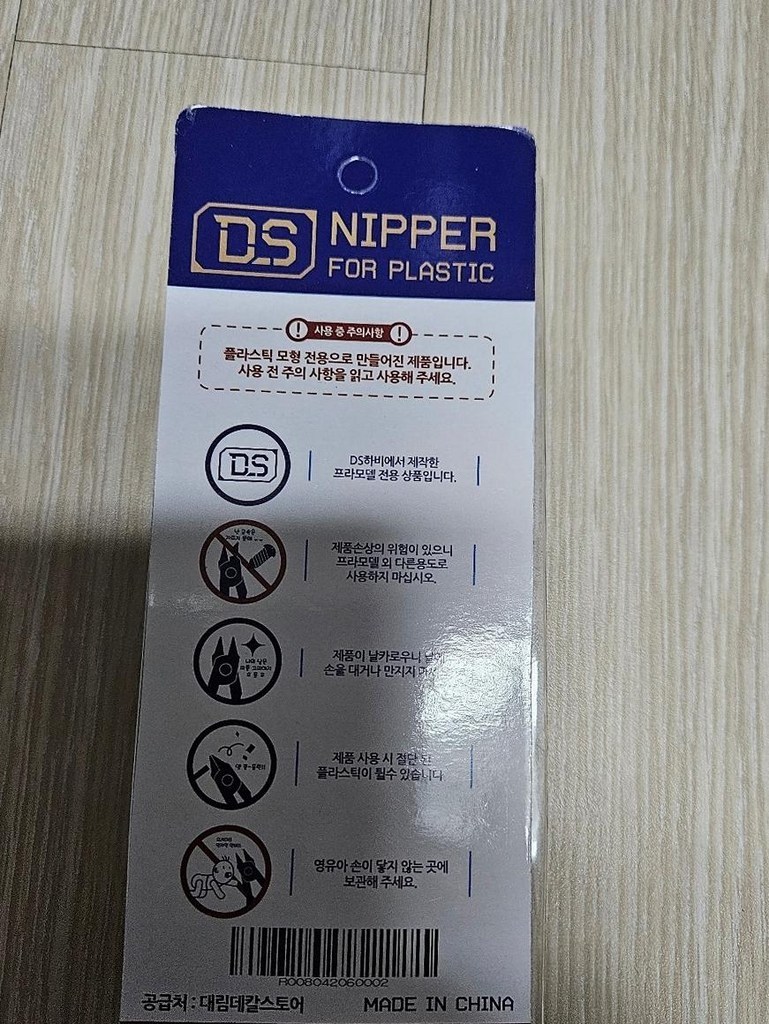 DS NIPPER
FOR PLASTIC
사용 중 주의사항
플라스틱 모형 전용으로 만들어진 제품입니다.
사용 전 주의 사항을 읽고 사용해 주세요.
DS
DS하비에서 제작한
프라모델 전용 상품입니다.
제품손상의 위험이 있으니
프라모델 외 다른용도로
사용하지 마십시오.
제품이 날카로우니
손을 대거나 만지지
제품 사용 시 절단
플라스틱이 튈수 있습니다
영유아 손이 닿지 않는 곳에
보관해 주세요.
R008042060002
공급처 : 대림데칼스토어 MADE IN CHINA